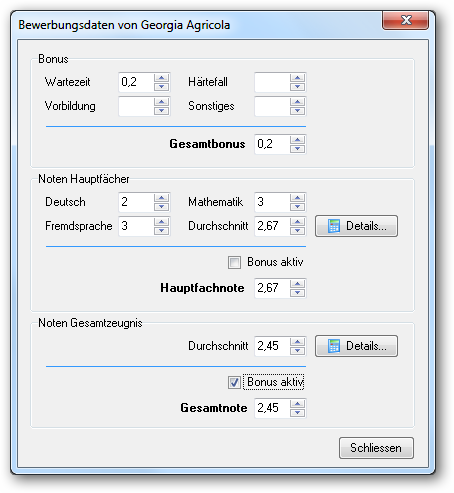 Bewerbungsdaten von Georgia Agricola
Bonus
Wartezeit 0,2 Härtefall
Vorbildung Sonstiges
Gesamtbonus 0,2
Noten Hauptfächer
Deutsch 2 Mathematik 3
Fremdsprache 3 Durchschnitt 2,67 Details...
Bonus aktiv
Hauptfachnote 2,67
Noten Gesamtzeugnis
Durchschnitt 2,45 Details...
Bonus aktiv
Gesamtnote 2,45
Schliessen